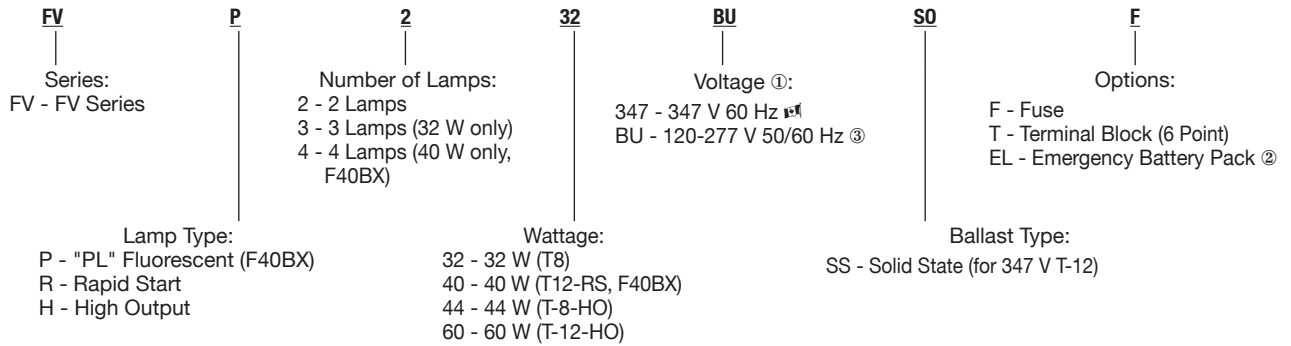 FV P 2 32 BU SO F
Series:
FV - FV Series
Number of Lamps:
2 - 2 Lamps
3 - 3 Lamps (32 W only)
4 - 4 Lamps (40 W only,
F40BX)
Voltage ①:
347 - 347 V 60 Hz
BU - 120-277 V 50/60 Hz ③
Options:
F - Fuse
T - Terminal Block (6 Point)
EL - Emergency Battery Pack ②
Lamp Type:
P - "PL" Fluorescent (F40BX)
R - Rapid Start
H - High Output
Wattage:
32 - 32 W (T8)
40 - 40 W (T12-RS, F40BX)
44 - 44 W (T-8-HO)
60 - 60 W (T-12-HO)
Ballast Type:
SS - Solid State (for 347 V T-12)